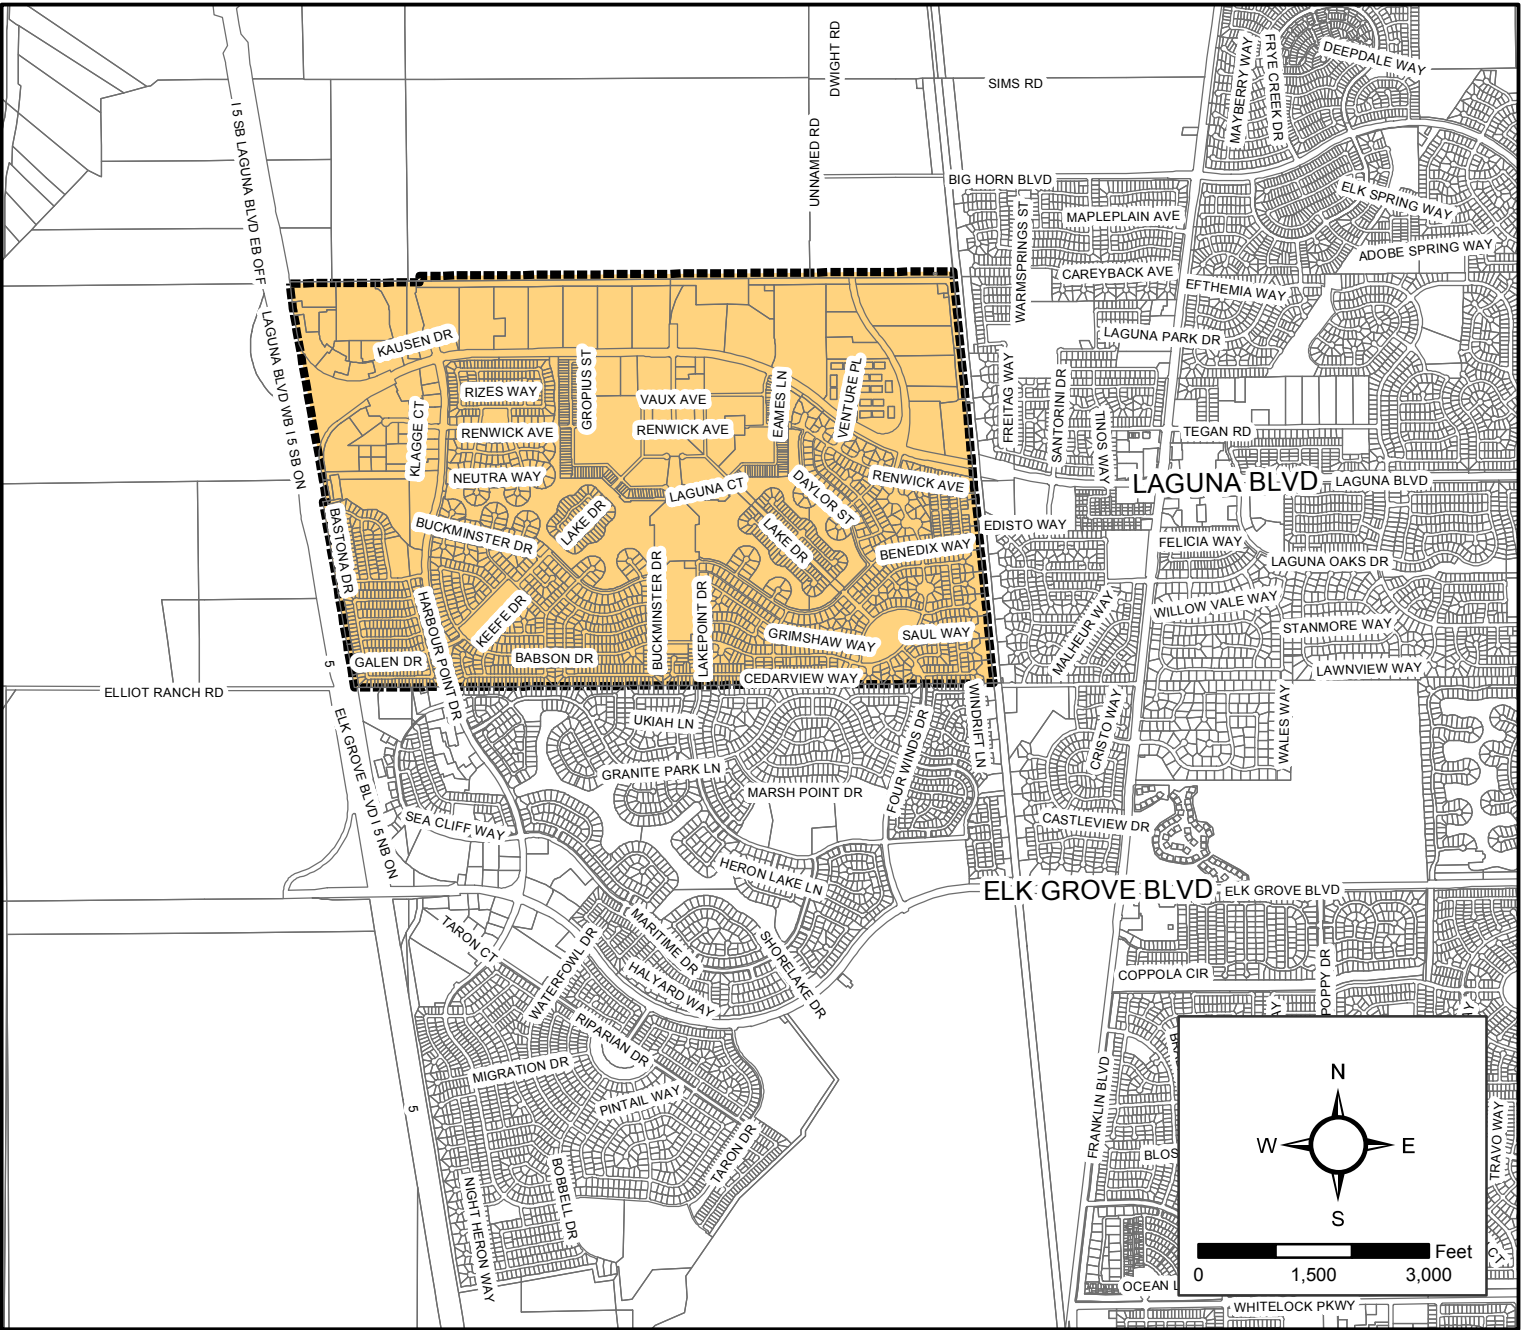 DWIGHT RD
SIMS RD
MAYBERRY WAY
FRYE CREEK DR
DEEPDALE WAY
I 5 SB LAGUNA BLVD EB OFF
UNNAMED RD
BIG HORN BLVD
MAPLEPLAIN AVE
ELK SPRING WAY
ADOBE SPRING WAY
WARMSPRINGS ST
CAREYBACK AVE
EFTHEMIA WAY
LAGUNA PARK DR
LAGUNA BLVD WB I 5 SB ON
KAUSEN DR
RIZES WAY
GROPIUS ST
VAUX AVE
EAMES LN
VENTURE PL
FREITAG WAY
SANTORINI DR
TINOS WAY
TEGAN RD
KLAGGE CT
RENWICK AVE
RENWICK AVE
NEUTRA WAY
LAGUNA CT
DAYLOR ST
RENWICK AVE
LAGUNA BLVD
LAGUNA BLVD
BASTONA DR
BUCKMINSTER DR
LAKE DR
LAKE DR
BENEDIX WAY
EDISTO WAY
FELICIA WAY
LAGUNA OAKS DR
HARBOUR POINT DR
KEEFE DR
BUCKMINSTER DR
LAKEPOINT DR
GRIMSHAW WAY
SAUL WAY
MALHEUR WAY
WILLOW VALE WAY
STANMORE WAY
GALEN DR
BABSON DR
CEDARVIEW WAY
LAWNVIEW WAY
5
ELLIOT RANCH RD
ELK GROVE BLVD I 5 NB ON
UKIAH LN
WINDRIFT LN
CRISTO WAY
WALES WAY
GRANITE PARK LN
MARSH POINT DR
FOUR WINDS DR
SEA CLIFF WAY
CASTLEVIEW DR
HERON LAKE LN
ELK GROVE BLVD
ELK GROVE BLVD
TARON CT
WATERFOWL DR
MARITIME DR
SHORELAKE DR
HALYARD WAY
COPPOLA CIR
POPPY DR
AY
AY
RIPARIAN DR
MIGRATION DR
PINTAIL WAY
5
TARON DR
BOBBELL DR
NIGHT HERON WAY
FRANKLIN BLVD
BLOS
TRAVO WAY
CT
OCEAN L
WHITELOCK PKWY
N
W
E
S
Feet
0
1,500
3,000